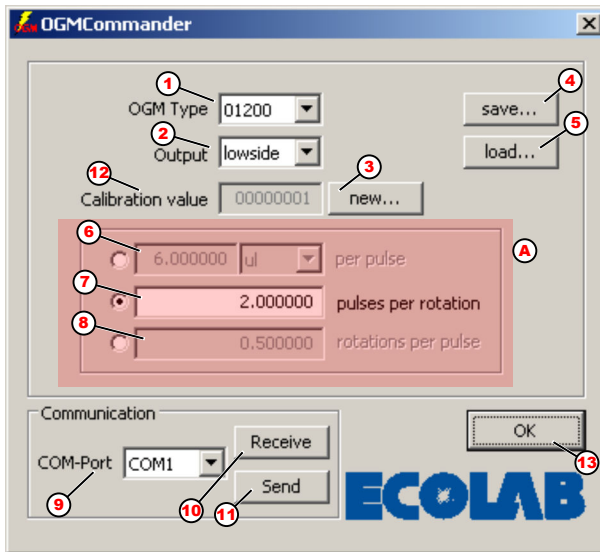 OGM OGMCommander
1
4
OGM Type 01200 save...
2
5
Output lowside load...
12
3
Calibration value 00000001 new...
6
A
6.000000 ul per pulse
7
2.000000 pulses per rotation
8
0.500000 rotations per pulse
Communication
Receive
OK
COM-Port COM1
13
9
10
Send
11
ECOLAB